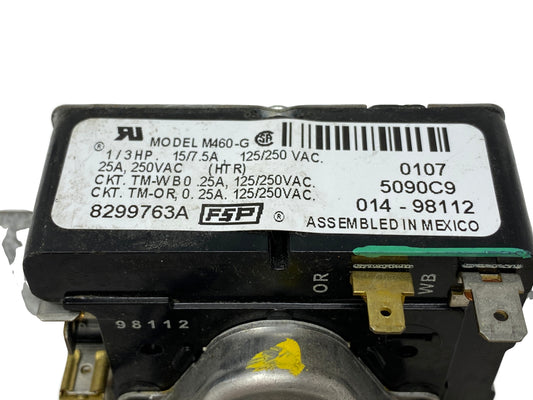 MODEL M460-G
® 1/3HP 15/7.5A , 125/250 VAC.
25A, 250VAC (HTR)
CKT. TM-WB 0 .25A, 125/250VAC.
CKT. TM-OR, 0. 25A. 125/250VAC.
8299763A FSP ®
0107
5090C9
014 - 98112
ASSEMBLED IN MEXICO
OR
WB
98112